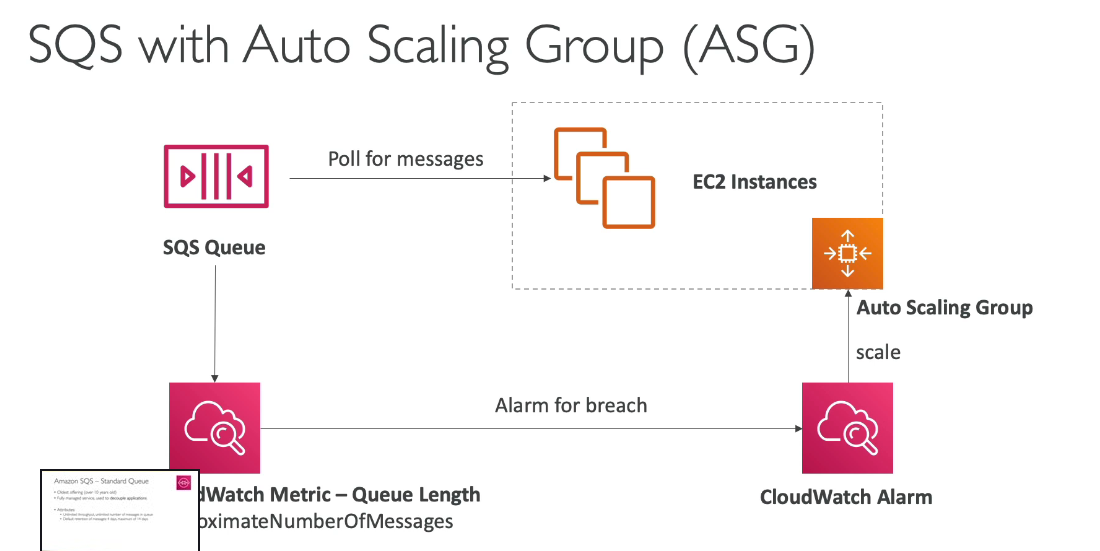 SQS with Auto Scaling Group (ASG)
Poll for messages
EC2 Instances
SQS Queue
Auto Scaling Group
scale
Alarm for breach
dWatch Metric – Queue Length
oximateNumberOfMessages
CloudWatch Alarm
Amazon SQS – Standard Queue
• Oldest offering (over 10 years old)
• Fully managed service, used to decouple applications
• Attributes:
• Unlimited throughput, unlimited number of messages in queue
• Default retention of messages: 4 days, maximum of 14 days